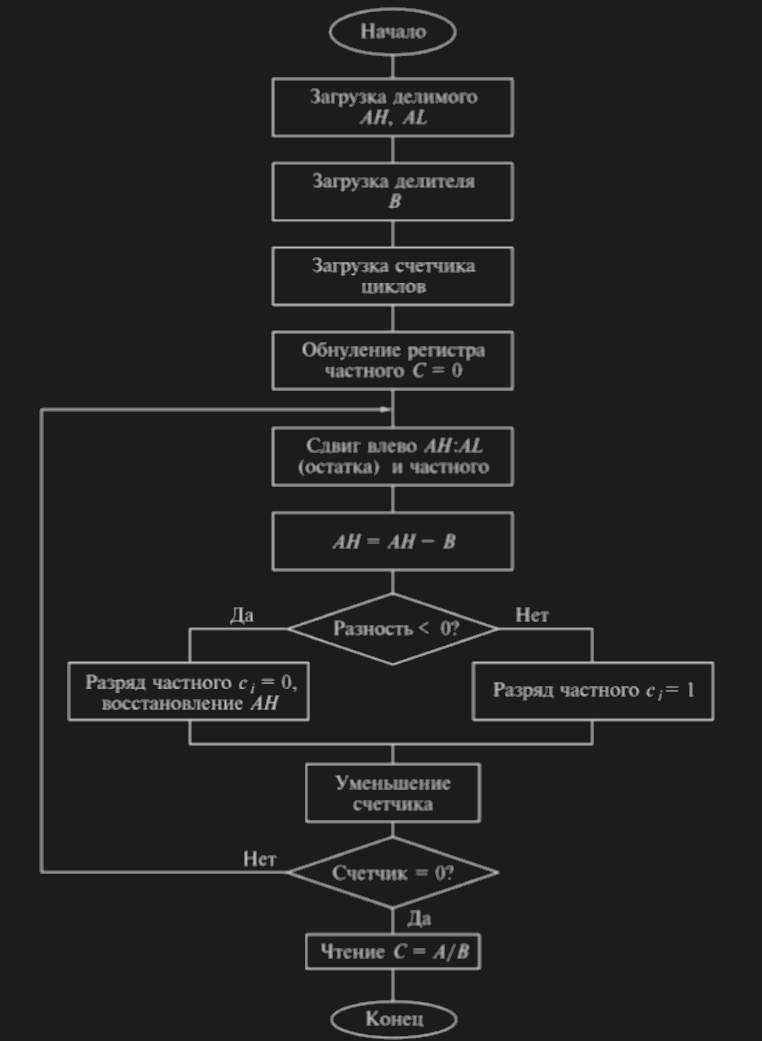 Начало
Загрузка делимого
AH, AL
Загрузка делителя
B
Загрузка счетчика
циклов
Обнуление регистра
частного C = 0
Сдвиг влево AH:AL
(остатка) и частного
AH = AH − B
Разность < 0?
Да
Нет
Разряд частного c i = 0,
восстановление AH
Разряд частного c i = 1
Уменьшение
счетчика
Счетчик = 0?
Нет
Да
Чтение C = A/B
Конец